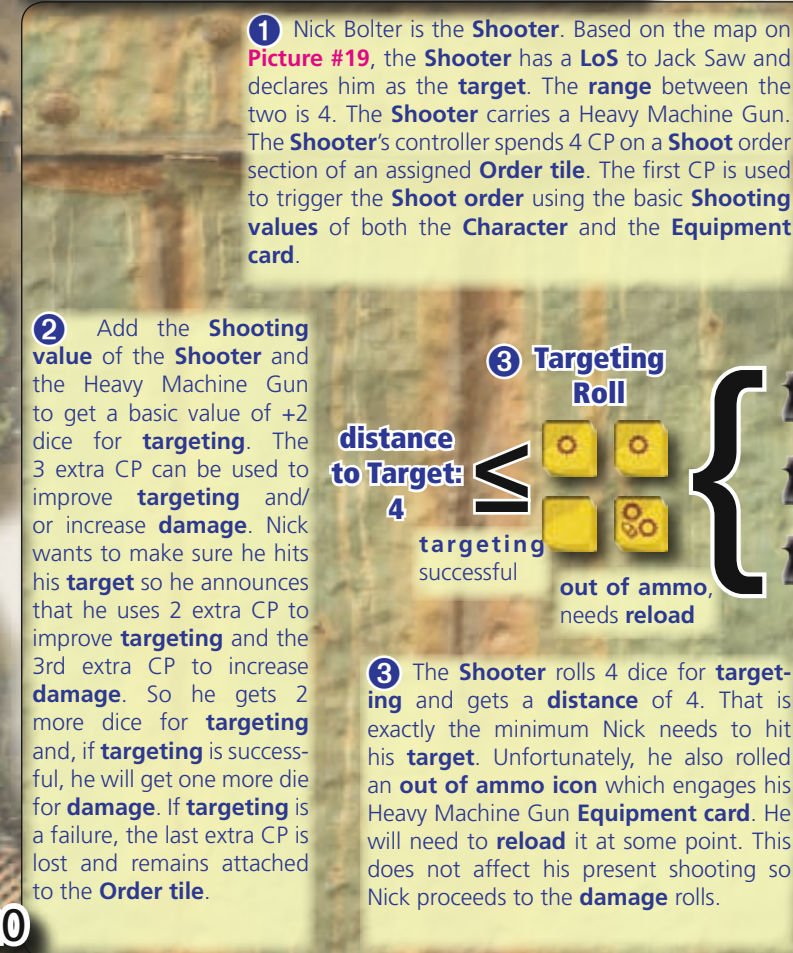 ❶ Nick Bolter is the Shooter. Based on the map on
Picture #19, the Shooter has a LoS to Jack Saw and
declares him as the target. The range between the
two is 4. The Shooter carries a Heavy Machine Gun.
The Shooter's controller spends 4 CP on a Shoot order
section of an assigned Order tile. The first CP is used
to trigger the Shoot order using the basic Shooting
values of both the Character and the Equipment
card.
❷ Add the Shooting
value of the Shooter and
the Heavy Machine Gun
to get a basic value of +2
dice for targeting. The
3 extra CP can be used to
improve targeting and/
or increase damage. Nick
wants to make sure he hits
his target so he announces
that he uses 2 extra CP to
improve targeting and the
3rd extra CP to increase
damage. So he gets 2
more dice for targeting
and, if targeting is success-
ful, he will get one more die
for damage. If targeting is
a failure, the last extra CP is
lost and remains attached
to the Order tile.
❸ Targeting
Roll
distance
to Target:
4
≤
{
targeting
successful
out of ammo,
needs reload
❸ The Shooter rolls 4 dice for target-
ing and gets a distance of 4. That is
exactly the minimum Nick needs to hit
his target. Unfortunately, he also rolled
an out of ammo icon which engages his
Heavy Machine Gun Equipment card. He
will need to reload it at some point. This
does not affect his present shooting so
Nick proceeds to the damage rolls.
0